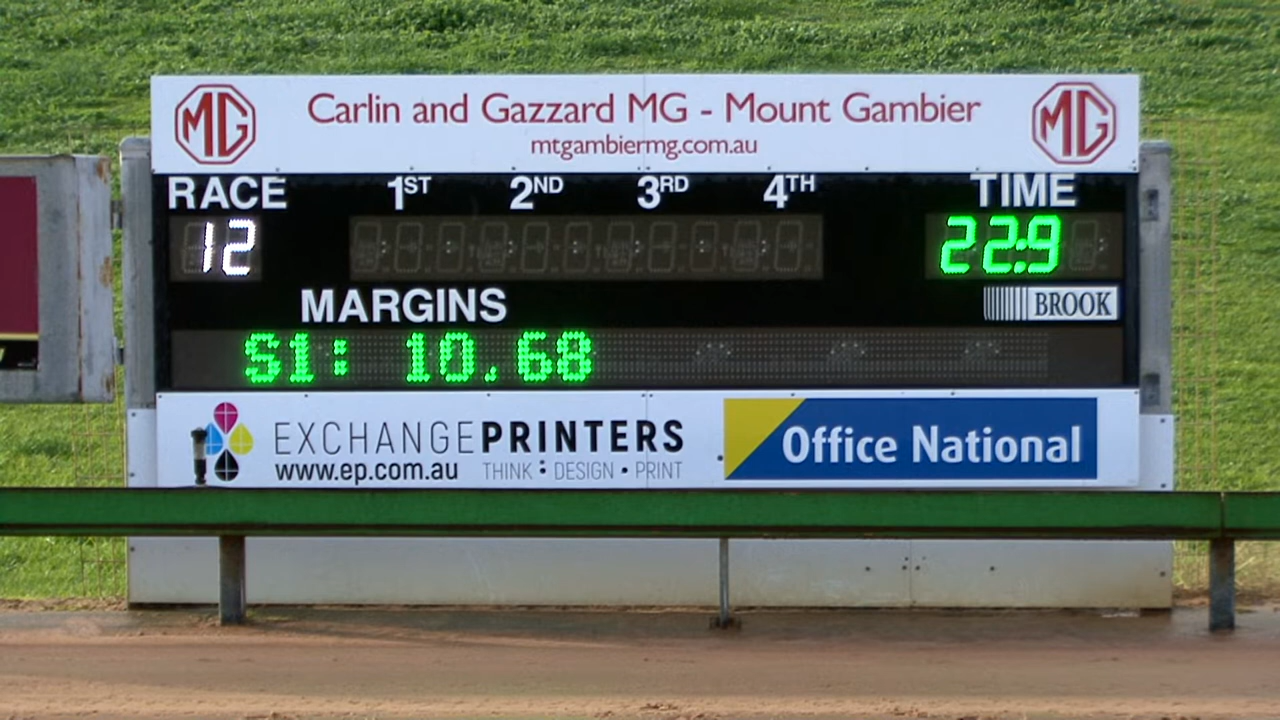 MG Carlin and Gazzard MG - Mount Gambier MG
mtgambiermg.com.au
RACE 1ST 2ND 3RD 4TH TIME
12 22:9
MARGINS BROOK
S1: 10.68
EXCHANGEPRINTERS Office National
www.ep.com.au THINK : DESIGN • PRINT